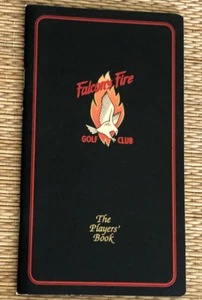 Falcon's Fire
GOLF CLUB
The
Players'
Book